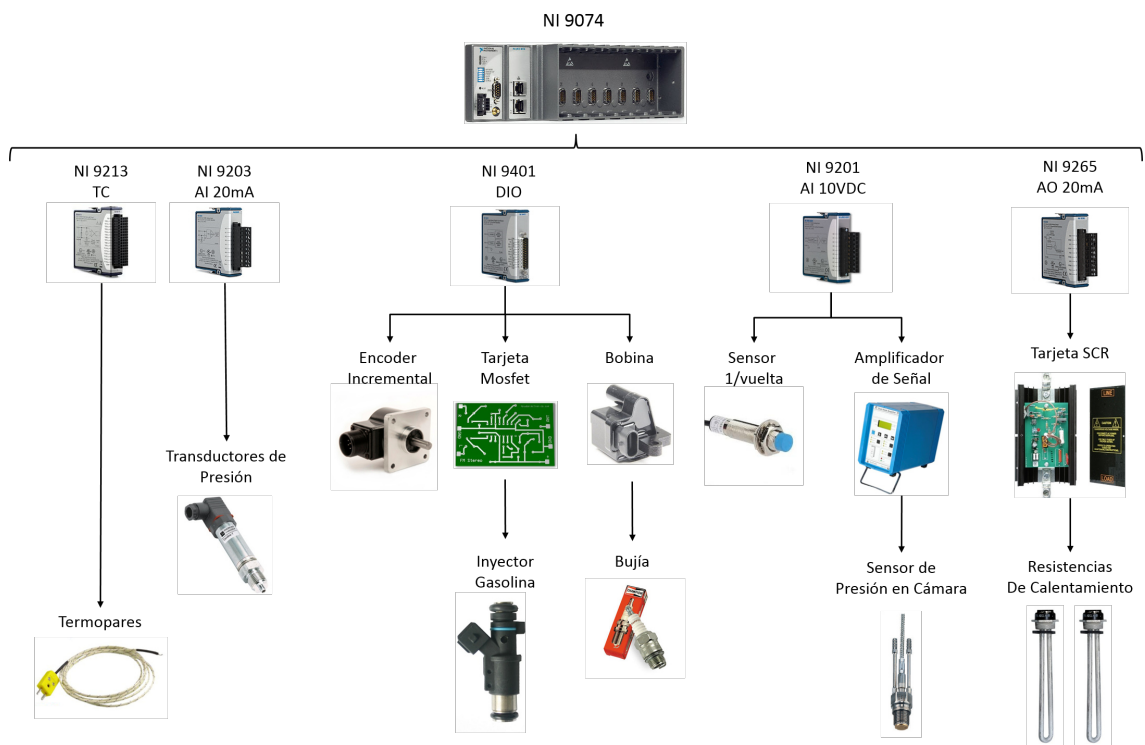 NI 9074
NI 9213
TC
NI 9203
AI 20mA
NI 9401
DIO
NI 9201
AI 10VDC
NI 9265
AO 20mA
Encoder
Incremental
Tarjeta
Mosfet
Bobina
Sensor
1/vuelta
Amplificador
de Señal
Tarjeta SCR
Transductores de
Presión
Inyector
Gasolina
Bujía
Sensor de
Presión en Cámara
Resistencias
De Calentamiento
Termopares
LINE
LOAD